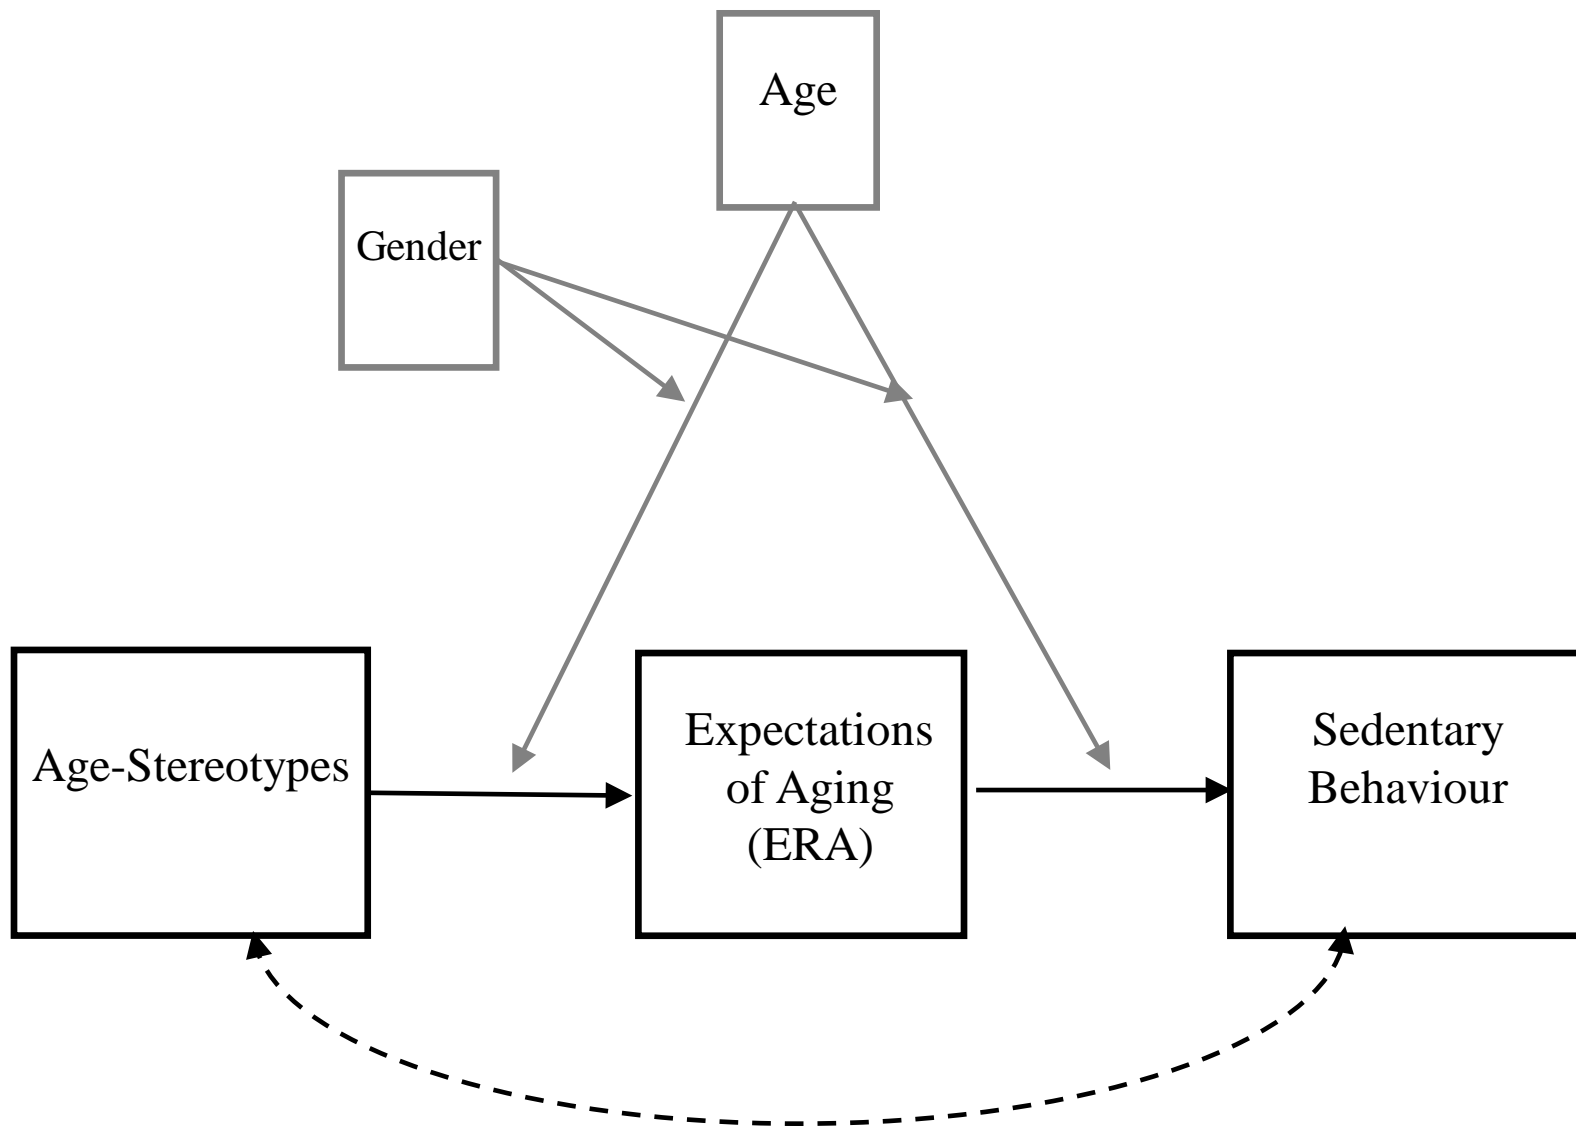 Age
Gender
Age-Stereotypes
Expectations
of Aging
(ERA)
Sedentary
Behaviour